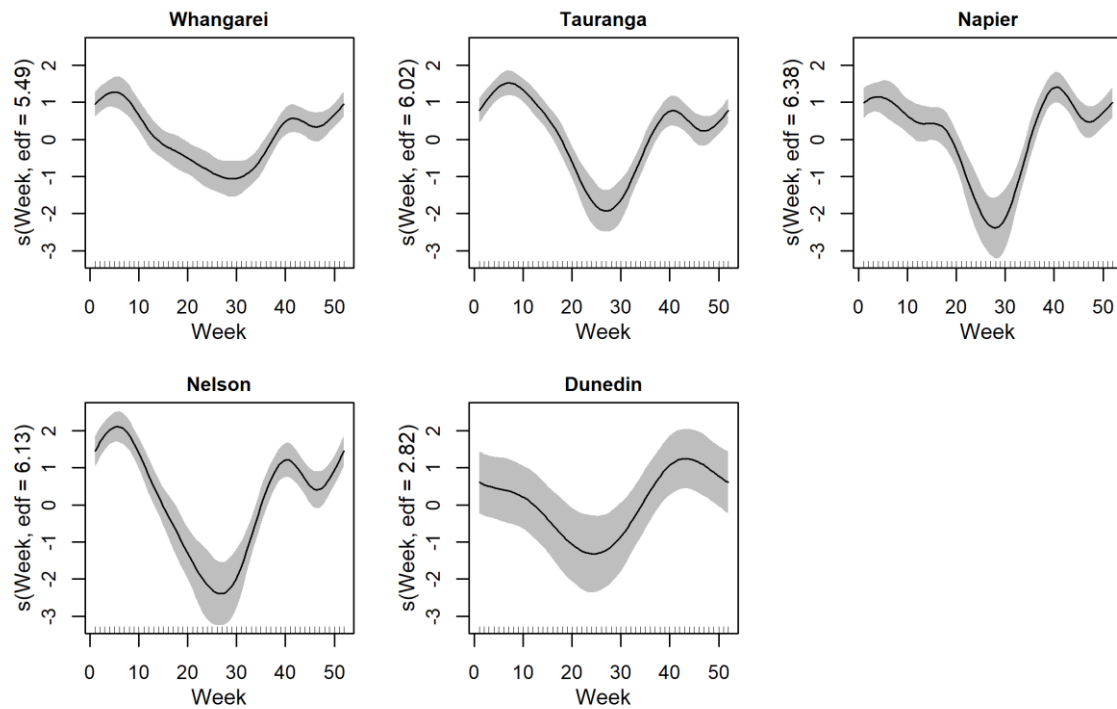 Whangarei
s(Week, edf = 5.49)
2
1
0
-1
-2
-3
0 10 20 30 40 50
Week
Tauranga
s(Week, edf = 6.02)
2
1
0
-1
-2
-3
0 10 20 30 40 50
Week
Napier
s(Week, edf = 6.38)
2
1
0
-1
-2
-3
0 10 20 30 40 50
Week
Nelson
s(Week, edf = 6.13)
2
1
0
-1
-2
-3
0 10 20 30 40 50
Week
Dunedin
s(Week, edf = 2.82)
2
1
0
-1
-2
-3
0 10 20 30 40 50
Week